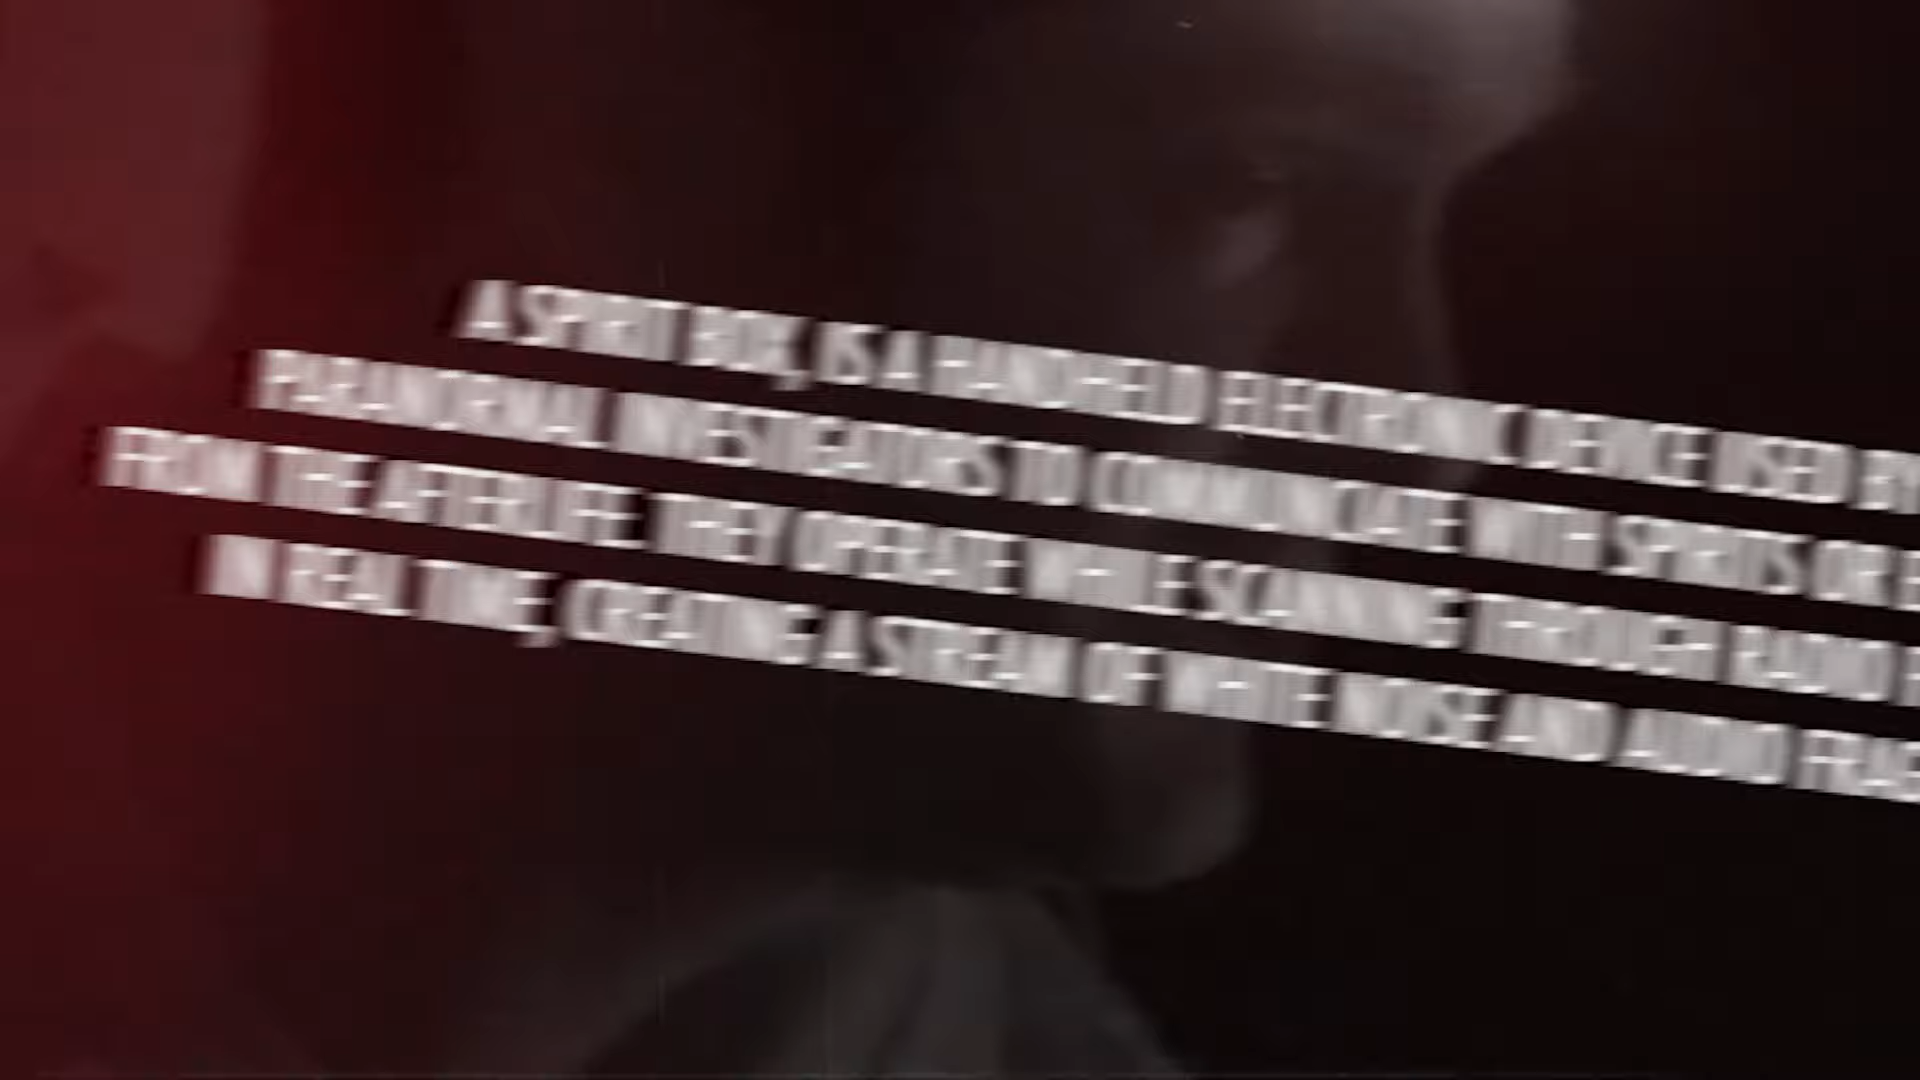 A SPIRIT BOX, IS A HANDHELD ELECTRONIC DEVICE USED BY
PARANORMAL INVESTIGATORS TO COMMUNICATE WITH SPIRITS OR
FROM THE AFTERLIFE THEY OPERATE WHILE SCANNING THROUGH RADIO
IN REAL TIME, CREATING A STREAM OF WHITE NOISE AND AUDIO